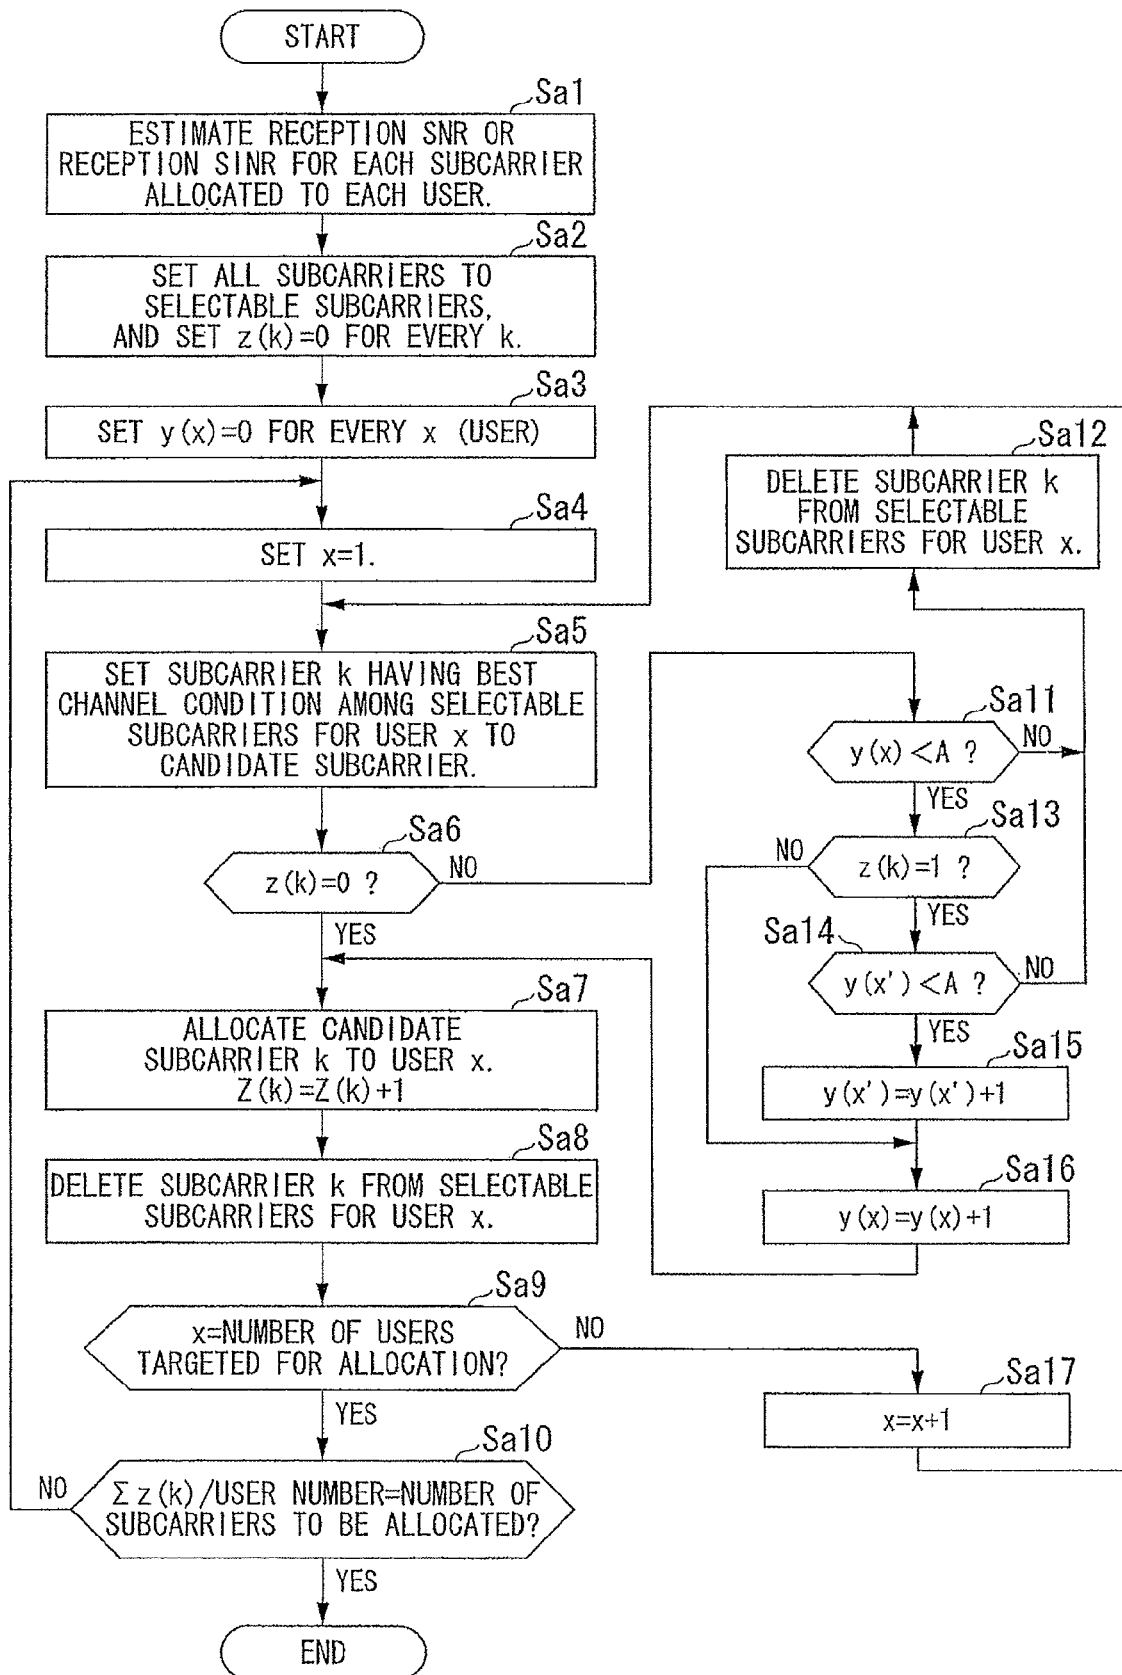 START
Sa1
ESTIMATE RECEPTION SNR OR
RECEPTION SINR FOR EACH SUBCARRIER
ALLOCATED TO EACH USER.
Sa2
SET ALL SUBCARRIERS TO
SELECTABLE SUBCARRIERS,
AND SET z(k)=0 FOR EVERY k.
Sa3
SET y(x)=0 FOR EVERY x (USER)
Sa4
SET x=1.
Sa5
SET SUBCARRIER k HAVING BEST
CHANNEL CONDITION AMONG SELECTABLE
SUBCARRIERS FOR USER x TO
CANDIDATE SUBCARRIER.
Sa6
z(k)=0 ?
NO
YES
Sa7
ALLOCATE CANDIDATE
SUBCARRIER k TO USER x.
Z(k)=Z(k)+1
Sa8
DELETE SUBCARRIER k FROM SELECTABLE
SUBCARRIERS FOR USER x.
Sa9
x=NUMBER OF USERS
TARGETED FOR ALLOCATION?
NO
YES
Sa10
Σz(k)/USER NUMBER=NUMBER OF
SUBCARRIERS TO BE ALLOCATED?
NO
YES
END
Sa12
DELETE SUBCARRIER k
FROM SELECTABLE
SUBCARRIERS FOR USER x.
Sa11
y(x)<A ?
NO
YES
Sa13
z(k)=1 ?
NO
YES
Sa14
y(x')<A ?
NO
YES
Sa15
y(x')=y(x')+1
Sa16
y(x)=y(x)+1
Sa17
x=x+1